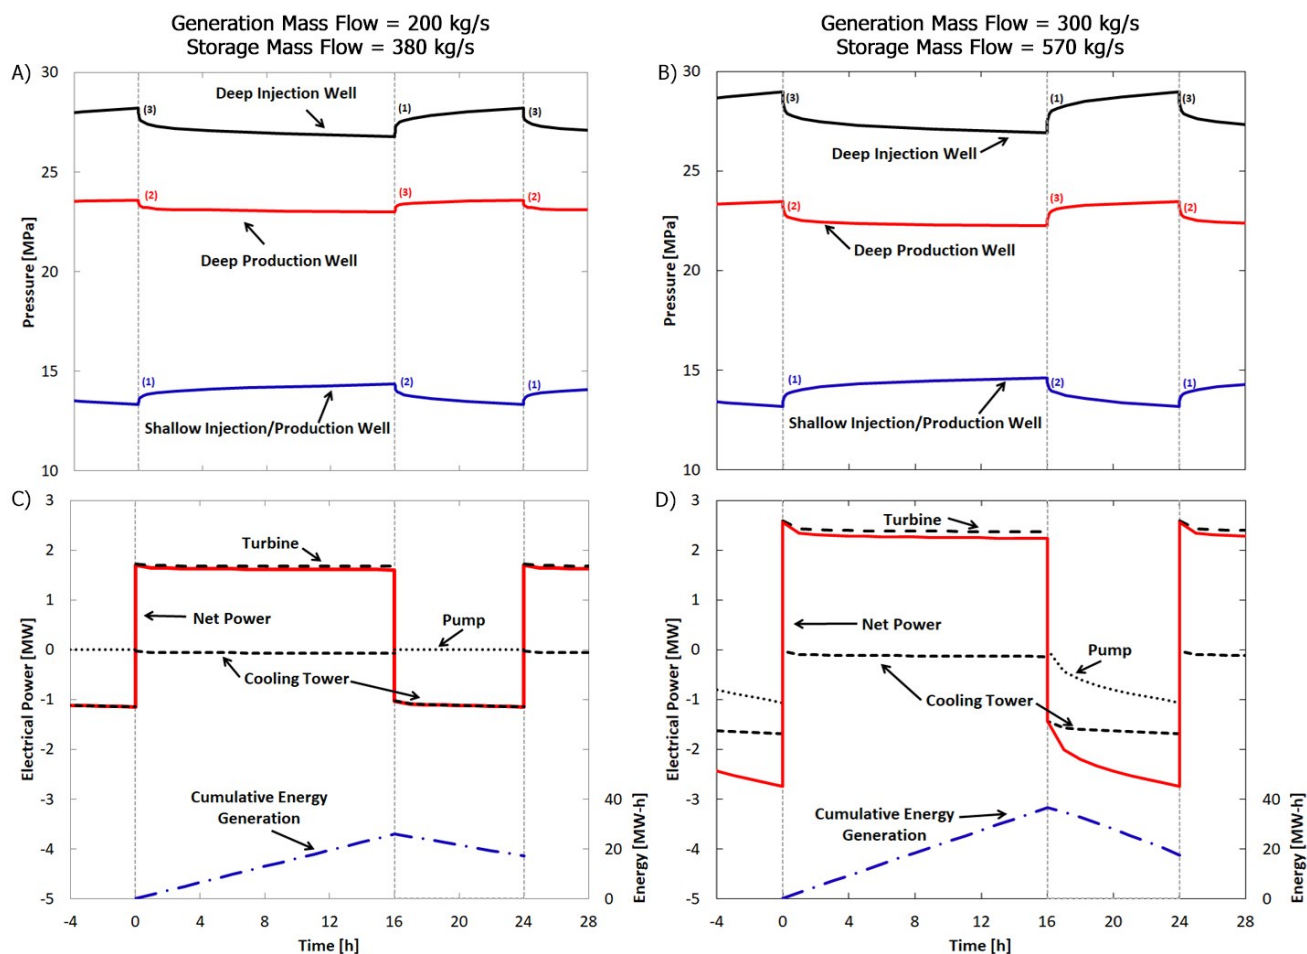 Generation Mass Flow = 200 kg/s
Storage Mass Flow = 380 kg/s
Generation Mass Flow = 300 kg/s
Storage Mass Flow = 570 kg/s
A)
30
25
20
15
10
Pressure [MPa]
Deep Injection Well
(3)
(1)
(3)
(2)
(3)
(2)
Deep Production Well
(1)
(2)
(1)
Shallow Injection/Production Well
B)
30
25
20
15
10
Pressure [MPa]
(3)
(1)
(3)
Deep Injection Well
(2)
(3)
(2)
Deep Production Well
(1)
(2)
(1)
Shallow Injection/Production Well
C)
3
2
1
0
-1
-2
-3
-4
-5
Electrical Power [MW]
Turbine
Net Power
Pump
Cooling Tower
Cumulative Energy
Generation
40
20
0
Energy [MW-h]
-4
0
4
8
12
16
20
24
28
Time [h]
D)
3
2
1
0
-1
-2
-3
-4
-5
Electrical Power [MW]
Turbine
Net Power
Pump
Cooling Tower
Cumulative Energy
Generation
40
20
0
Energy [MW-h]
-4
0
4
8
12
16
20
24
28
Time [h]